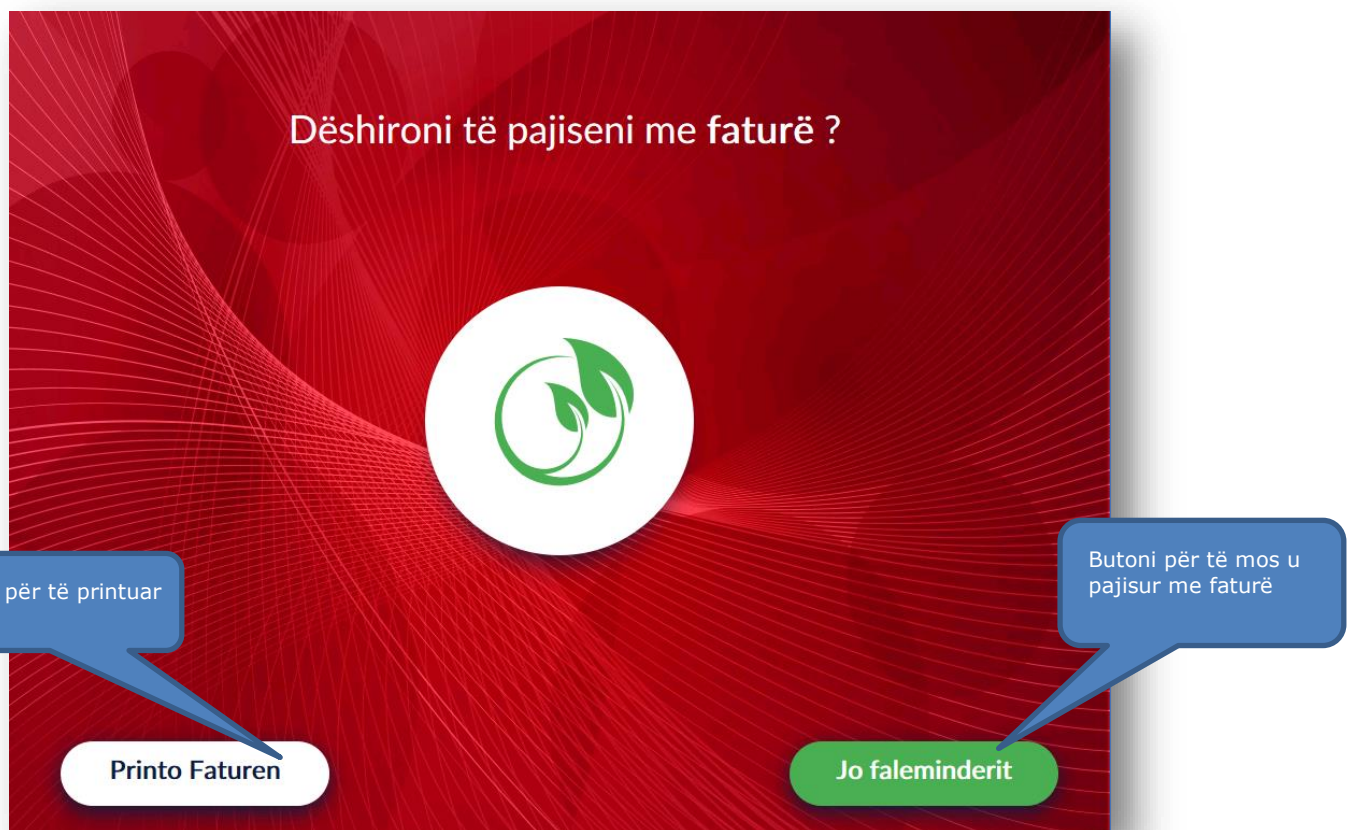 Dëshironi të pajiseni me faturë ?
Butoni për të mos u
pajisur me faturë
për të printuar
Printo Faturen
Jo faleminderit